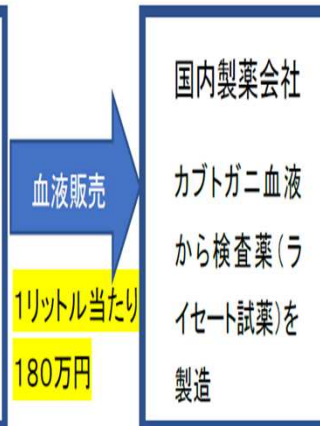 血液販売
1リットル当たり
180万円
国内製薬会社
カブトガニ血液
から検査薬(ラ
イセート試薬)を
製造